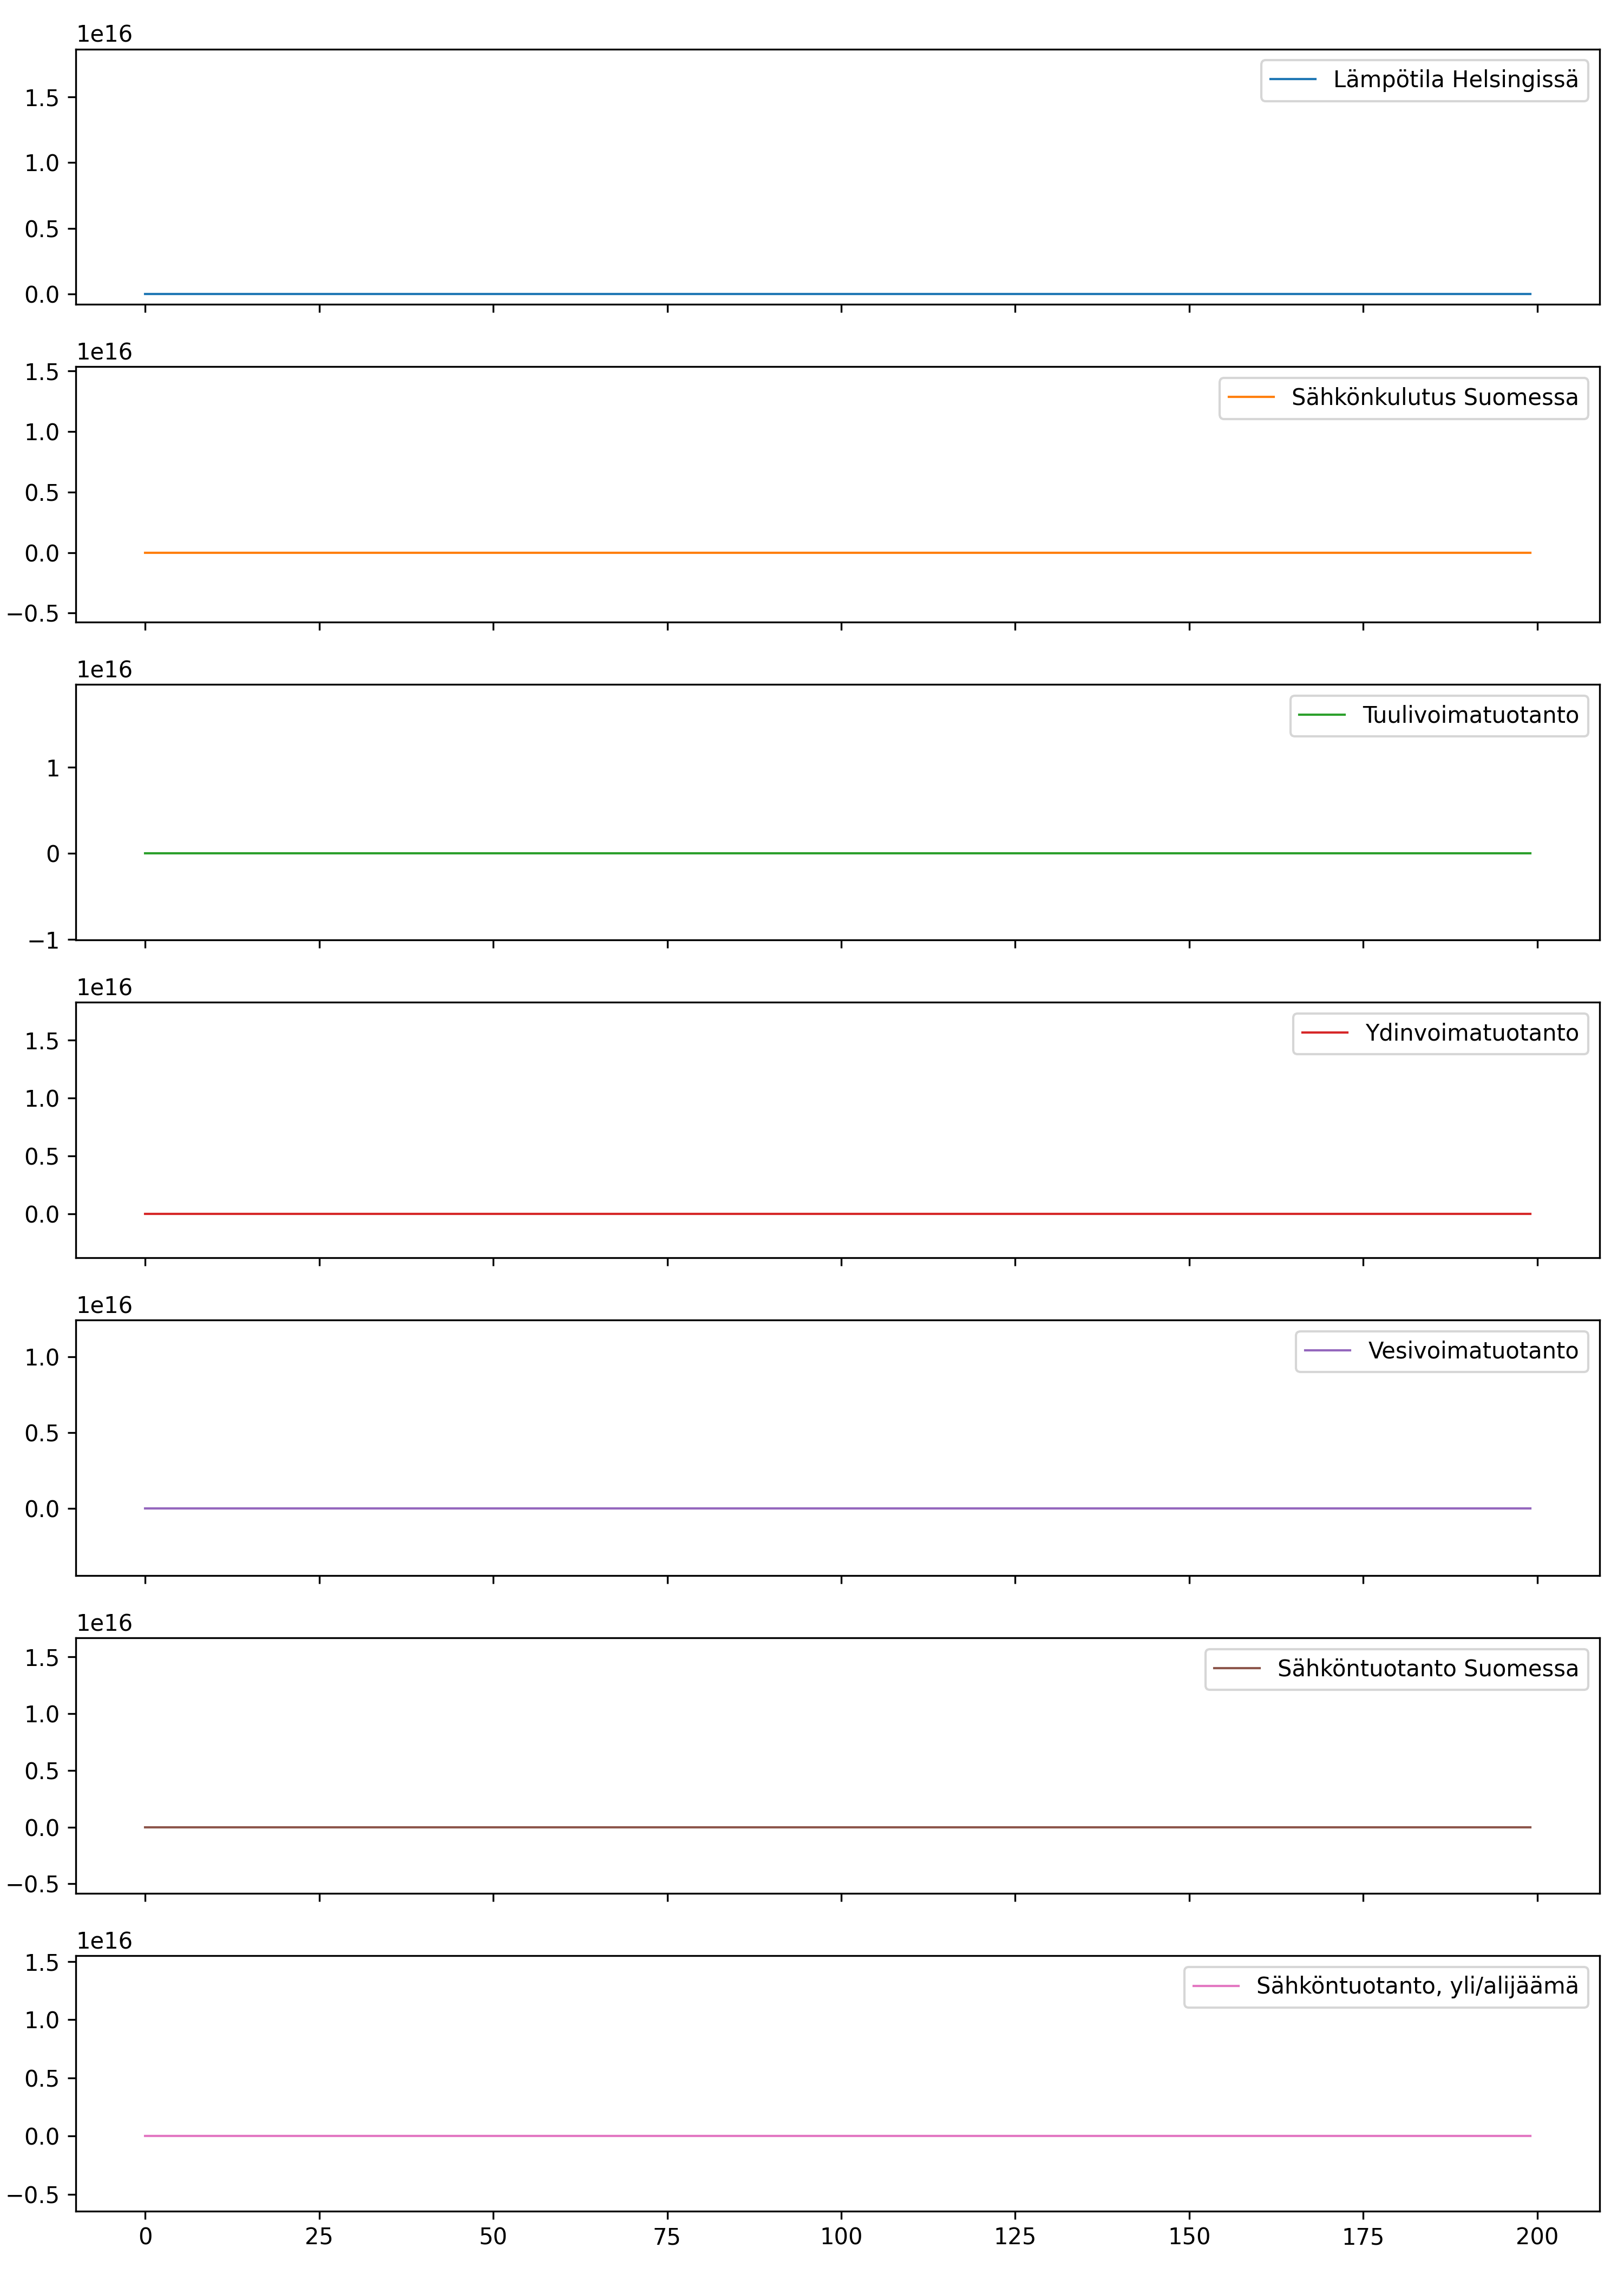 1e16
Lämpötila Helsingissä
1.5
1.0
0.5
0.0
1e16
Sähkönkulutus Suomessa
1.5
1.0
0.5
0.0
−0.5
1e16
Tuulivoimatuotanto
1
0
−1
1e16
Ydinvoimatuotanto
1.5
1.0
0.5
0.0
1e16
Vesivoimatuotanto
1.0
0.5
0.0
1e16
Sähköntuotanto Suomessa
1.5
1.0
0.5
0.0
−0.5
1e16
Sähköntuotanto, yli/alijäämä
1.5
1.0
0.5
0.0
−0.5
0 25 50 75 100 125 150 175 200